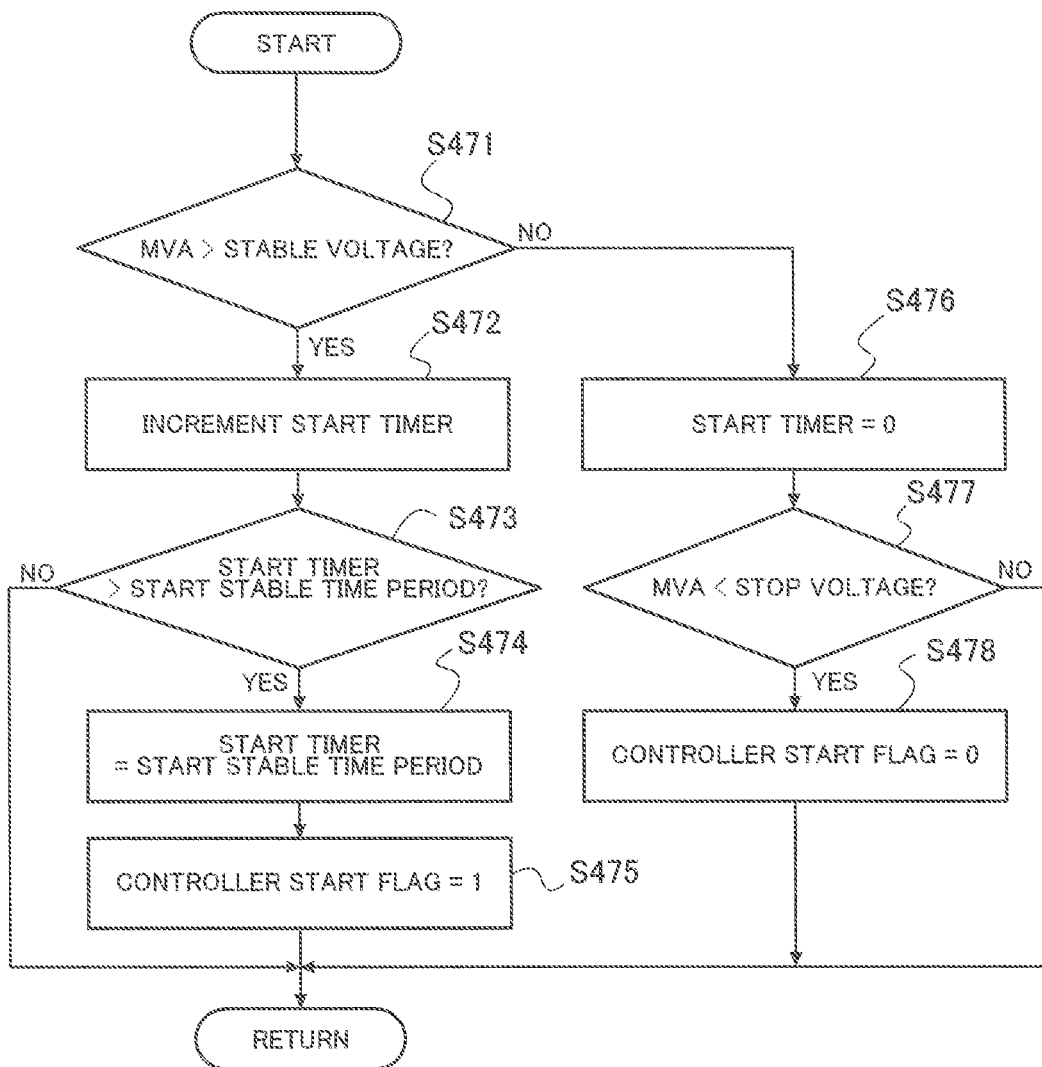 START
S471
MVA > STABLE VOLTAGE?
NO
YES
S472
INCREMENT START TIMER
S473
START TIMER
> START STABLE TIME PERIOD?
NO
YES
S474
START TIMER
= START STABLE TIME PERIOD
CONTROLLER START FLAG = 1
S475
S476
START TIMER = 0
S477
MVA < STOP VOLTAGE?
NO
YES
S478
CONTROLLER START FLAG = 0
RETURN